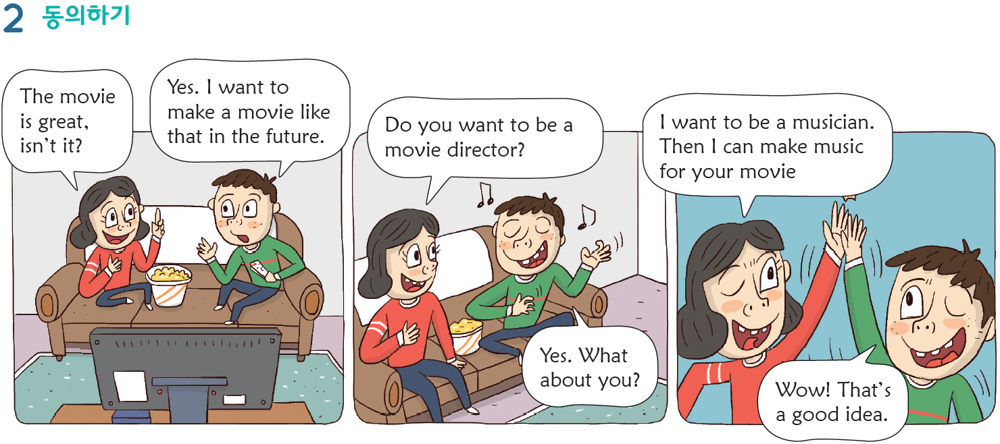 2 동의하기
The movie
is great,
isn't it?
Yes. I want to
make a movie like
that in the future.
Do you want to be a
movie director?
Yes. What
about you?
I want to be a musician.
Then I can make music
for your movie
Wow! That's
a good idea.